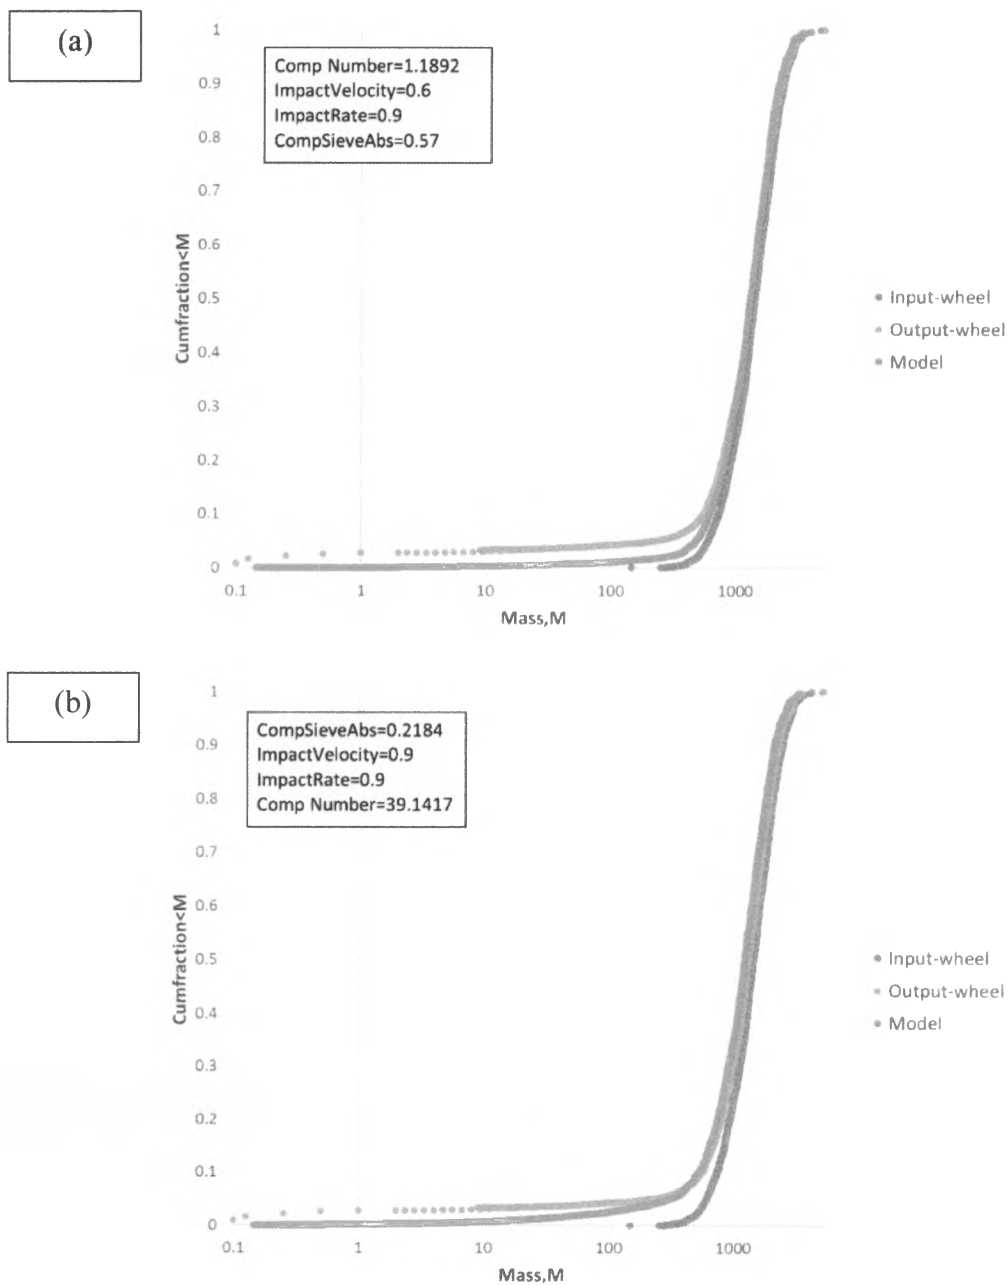 (a)
Comp Number=1.1892
ImpactVelocity=0.6
ImpactRate=0.9
CompSieveAbs=0.57
Cumfraction<M
1
0.9
0.8
0.7
0.6
0.5
0.4
0.3
0.2
0.1
0
0.1 1 10 100 1000
Mass,M
Input-wheel
Output-wheel
Model
(b)
CompSieveAbs=0.2184
ImpactVelocity=0.9
ImpactRate=0.9
Comp Number=39.1417
Cumfraction<M
1
0.9
0.8
0.7
0.6
0.5
0.4
0.3
0.2
0.1
0
0.1 1 10 100 1000
Mass,M
Input-wheel
Output-wheel
Model